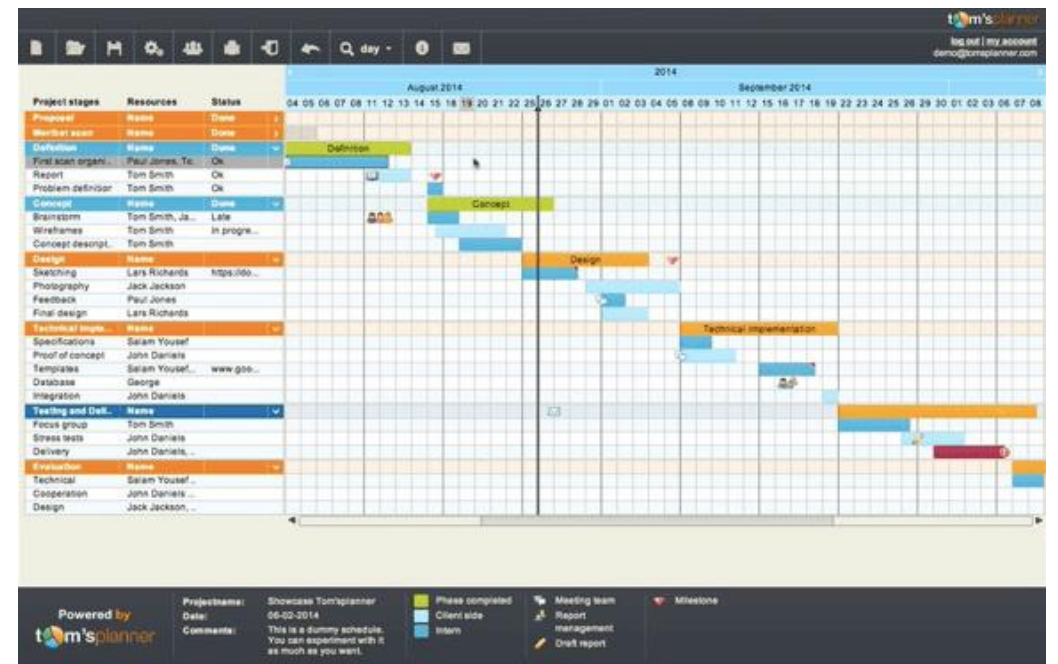 tom'splanner
log out | my account
demo@tomsplanner.com
day
2014
August 2014 September 2014
Project stages Resources Status 04 05 06 07 08 11 12 13 14 15 18 19 20 21 22 25 26 27 28 29 01 02 03 04 05 08 09 10 11 12 15 16 17 18 19 22 23 24 25 26 29 30 01 02 03 06 07 08
Proposal Name Done
Name Done
Definition Name Done Definition
First scan organi... Paul Jones, To: Ok
Report Tom Smith Ok
Problem definition Tom Smith Ok
Concept Name Done Concept
Brainstorm Tom Smith, Ja... Late
Wireframes Tom Smith In progre...
Concept descript... Tom Smith
Design Name Design
Sketching Lars Richards https://do...
Photography Jack Jackson
Feedback Paul Jones
Final design Lars Richards
Technical Imple... Name Technical Implementation
Specifications Salam Yousef
Proof of concept John Daniels
Templates Salam Yousef... www.goo...
Database George
Integration John Daniels
Testing and Deli... Name
Focus group Tom Smith
Stress tests John Daniels
Delivery John Daniels, ...
Evaluation Name
Technical Salam Yousef...
Cooperation John Daniels ...
Design Jack Jackson, ...
Powered by
tom'splanner
Projectname: Showcase Tom'splanner
Date: 06-02-2014
Comments: This is a dummy schedule.
You can experiment with it
as much as you want.
Phase completed
Client side
Intern
Meeting team
Report
management
Draft report
Milestone